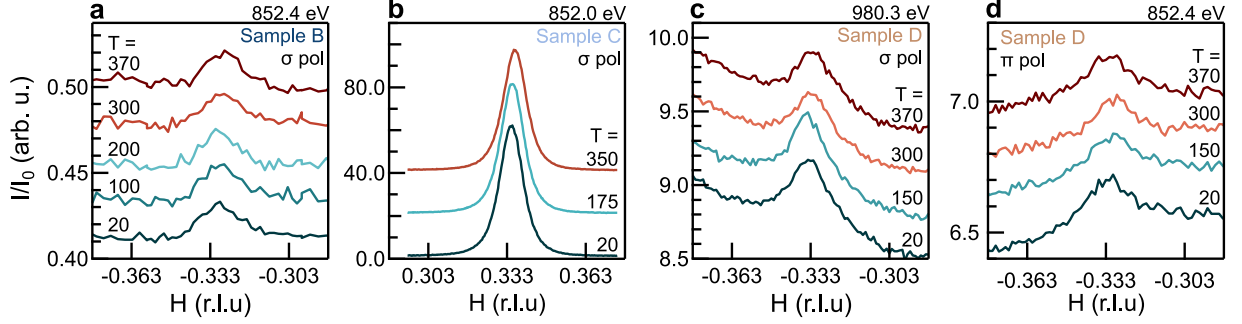 a
852.4 eV
Sample B
σ pol
T =
370
300
200
100
20
0.50
0.45
0.40
I/I0 (arb. u.)
-0.363
-0.333
-0.303
H (r.l.u)
b
852.0 eV
Sample C
σ pol
T =
350
175
20
80
40
0.0
0.303
0.333
0.363
H (r.l.u)
c
980.3 eV
Sample D
σ pol
T =
370
300
150
20
10.0
9.5
9.0
8.5
-0.363
-0.333
-0.303
H (r.l.u)
d
852.4 eV
Sample D
π pol
T =
370
300
150
20
7.0
6.5
-0.363
-0.333
-0.303
H (r.l.u)